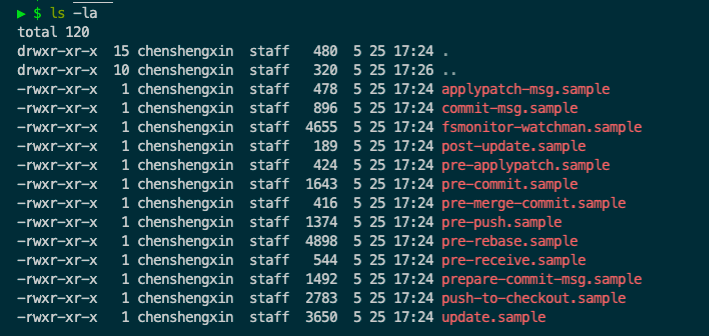 ▶ $ ls -la
total 120
drwxr-xr-x  15 chenshengxin  staff   480  5 25 17:24 .
drwxr-xr-x  10 chenshengxin  staff   320  5 25 17:26 ..
-rwxr-xr-x   1 chenshengxin  staff   478  5 25 17:24 applypatch-msg.sample
-rwxr-xr-x   1 chenshengxin  staff   896  5 25 17:24 commit-msg.sample
-rwxr-xr-x   1 chenshengxin  staff  4655  5 25 17:24 fsmonitor-watchman.sample
-rwxr-xr-x   1 chenshengxin  staff   189  5 25 17:24 post-update.sample
-rwxr-xr-x   1 chenshengxin  staff   424  5 25 17:24 pre-applypatch.sample
-rwxr-xr-x   1 chenshengxin  staff  1643  5 25 17:24 pre-commit.sample
-rwxr-xr-x   1 chenshengxin  staff   416  5 25 17:24 pre-merge-commit.sample
-rwxr-xr-x   1 chenshengxin  staff  1374  5 25 17:24 pre-push.sample
-rwxr-xr-x   1 chenshengxin  staff  4898  5 25 17:24 pre-rebase.sample
-rwxr-xr-x   1 chenshengxin  staff   544  5 25 17:24 pre-receive.sample
-rwxr-xr-x   1 chenshengxin  staff  1492  5 25 17:24 prepare-commit-msg.sample
-rwxr-xr-x   1 chenshengxin  staff  2783  5 25 17:24 push-to-checkout.sample
-rwxr-xr-x   1 chenshengxin  staff  3650  5 25 17:24 update.sample